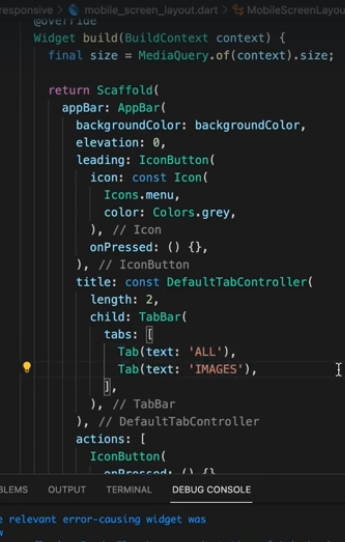 responsive > mobile_screen_layout.dart > MobileScreenLayou
@override
Widget build(BuildContext context) {
final size = MediaQuery.of(context).size;
return Scaffold(
appBar: AppBar(
backgroundColor: backgroundColor,
elevation: 0,
leading: IconButton(
icon: const Icon(
Icons.menu,
color: Colors.grey,
), // Icon
onPressed: () {},
), // IconButton
title: const DefaultTabController(
length: 2,
child: TabBar(
tabs: [
Tab(text: 'ALL'),
Tab(text: 'IMAGES'),
],
), // TabBar
), // DefaultTabController
actions: [
IconButton(
onPressed: () {}
BLEMS OUTPUT TERMINAL DEBUG CONSOLE
e relevant error-causing widget was
w